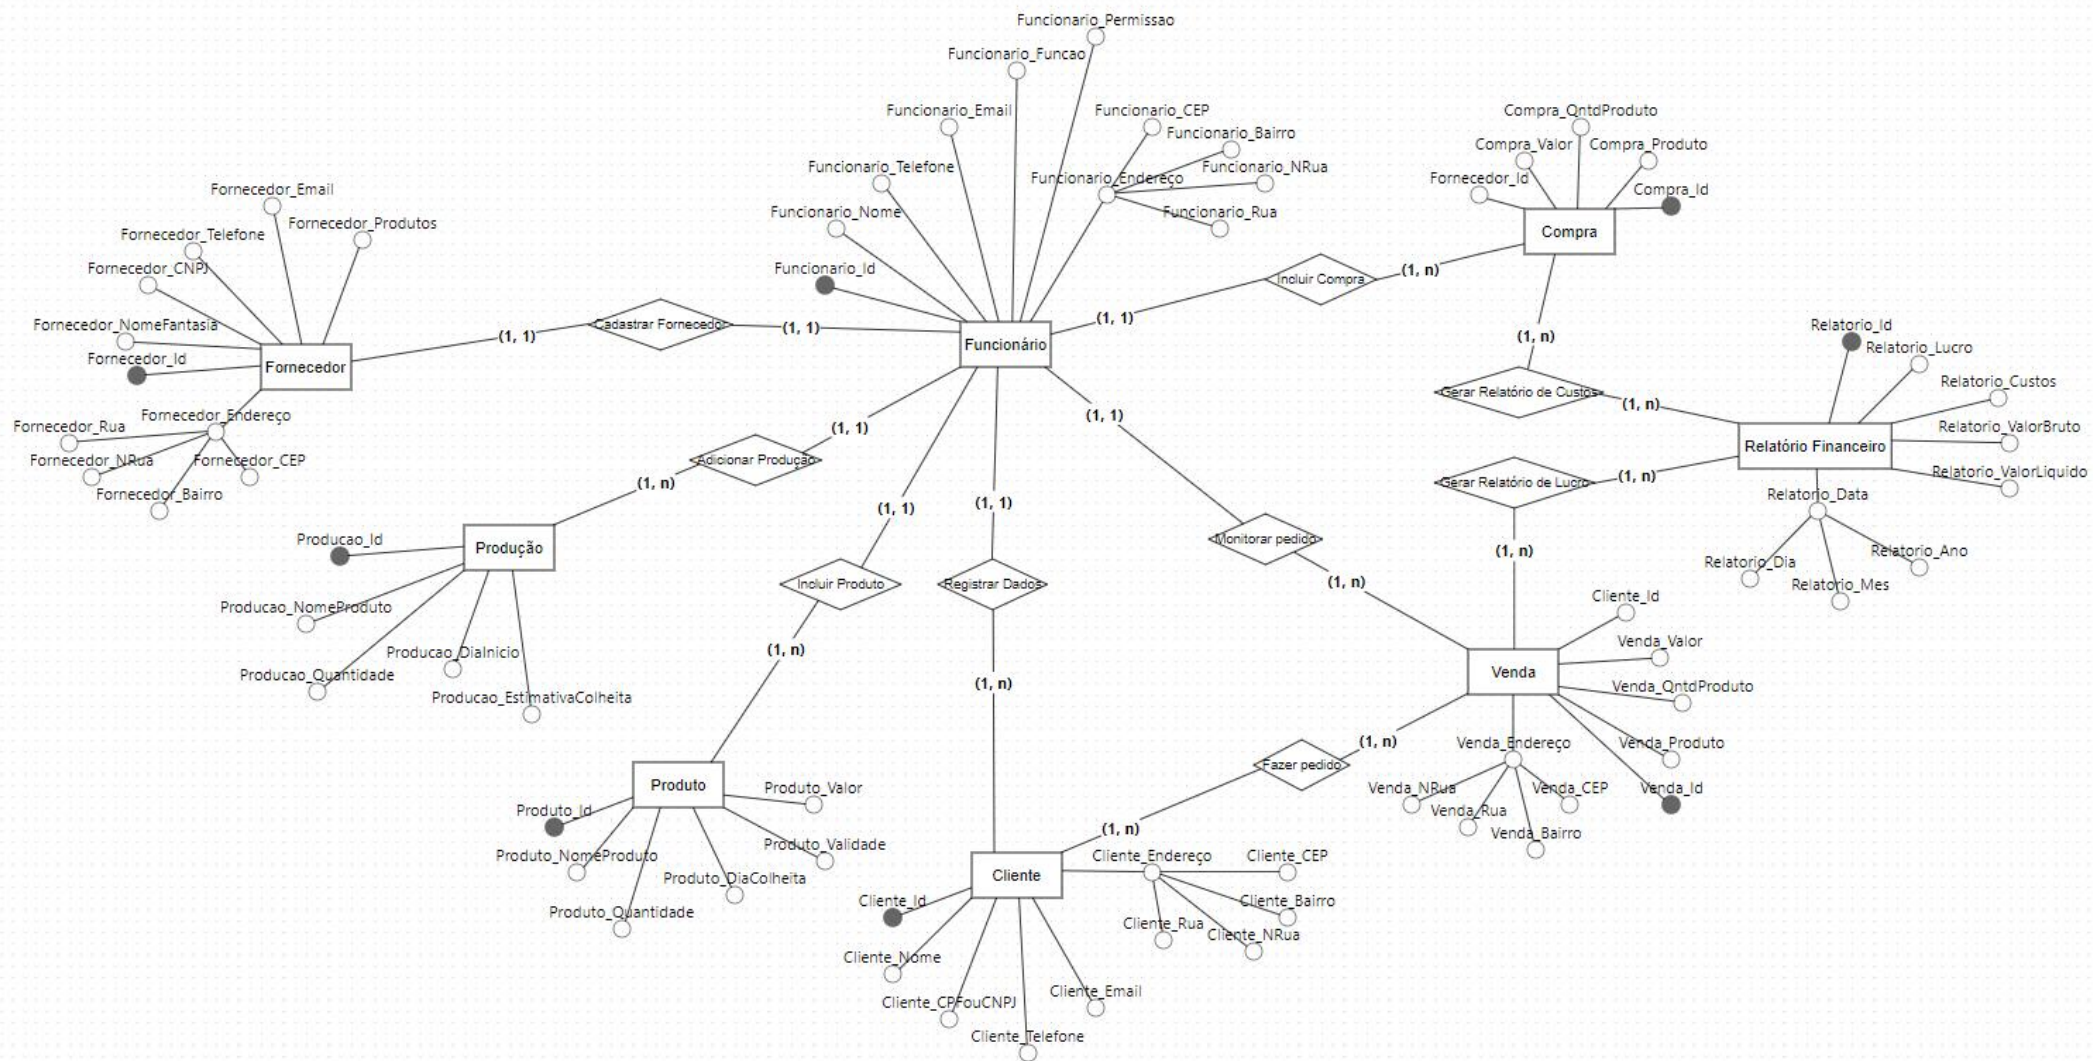 Funcionario_Permissao
Funcionario_Funcao
Funcionario_Email
Funcionario_CEP
Funcionario_Bairro
Funcionario_Telefone
Funcionario_NRua
Funcionario_Endereço
Funcionario_Nome
Funcionario_Rua
Funcionario_Id
Funcionário
Compra_QntdProduto
Compra_Valor
Compra_Produto
Fornecedor_Id
Compra_Id
Compra
Incluir Compra
(1, n)
(1, 1)
Fornecedor_Email
Fornecedor_Produtos
Fornecedor_Telefone
Fornecedor_CNPJ
Fornecedor_NomeFantasia
Fornecedor_Id
Fornecedor
Fornecedor_Endereço
Fornecedor_Rua
Fornecedor_NRua
Fornecedor_CEP
Fornecedor_Bairro
(1, 1)
Cadastrar Fornecedor
(1, 1)
(1, n)
Gerar Relatório de Custos
(1, n)
Relatorio_Id
Relatorio_Lucro
Relatorio_Custos
Relatorio_ValorBruto
Relatório Financeiro
Relatorio_ValorLiquido
Relatorio_Data
Relatorio_Dia
Relatorio_Mes
Relatorio_Ano
Gerar Relatório de Lucro
(1, n)
(1, n)
(1, 1)
Adicionar Produção
(1, n)
Producao_Id
Produção
Producao_NomeProduto
Producao_DiaInicio
Producao_Quantidade
Producao_EstimativaColheita
(1, 1)
Incluir Produto
(1, n)
(1, 1)
Registrar Dados
(1, n)
(1, 1)
Monitorar pedido
(1, n)
Cliente_Id
Venda_Valor
Venda
Venda_QntdProduto
Venda_Endereço
Venda_Produto
Venda_NRua
Venda_CEP
Venda_Id
Venda_Rua
Venda_Bairro
(1, n)
Fazer pedido
(1, n)
Produto
Produto_Valor
Produto_Id
Produto_Validade
Produto_NomeProduto
Produto_DiaColheita
Produto_Quantidade
Cliente_Endereço
Cliente_CEP
Cliente
Cliente_Id
Cliente_Bairro
Cliente_Rua
Cliente_NRua
Cliente_Nome
Cliente_Email
Cliente_CPFouCNPJ
Cliente_Telefone